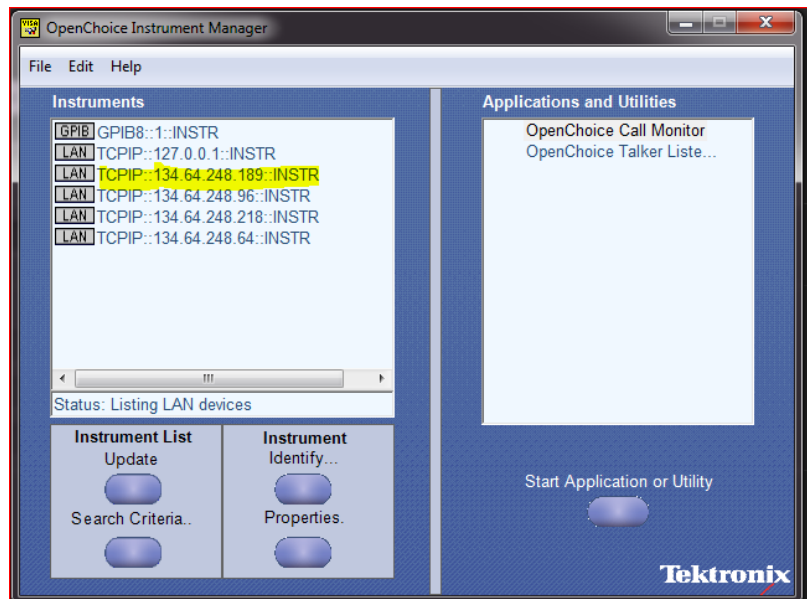 VISA
OpenChoice Instrument Manager
File Edit Help
Instruments
GPIB GPIB8::1::INSTR
LAN TCPIP::127.0.0.1::INSTR
LAN TCPIP::134.64.248.189::INSTR
LAN TCPIP::134.64.248.96::INSTR
LAN TCPIP::134.64.248.218::INSTR
LAN TCPIP::134.64.248.64::INSTR
Status: Listing LAN devices
Instrument List
Update
Search Criteria..
Instrument
Identify...
Properties.
Applications and Utilities
OpenChoice Call Monitor
OpenChoice Talker Liste...
Start Application or Utility
Tektronix